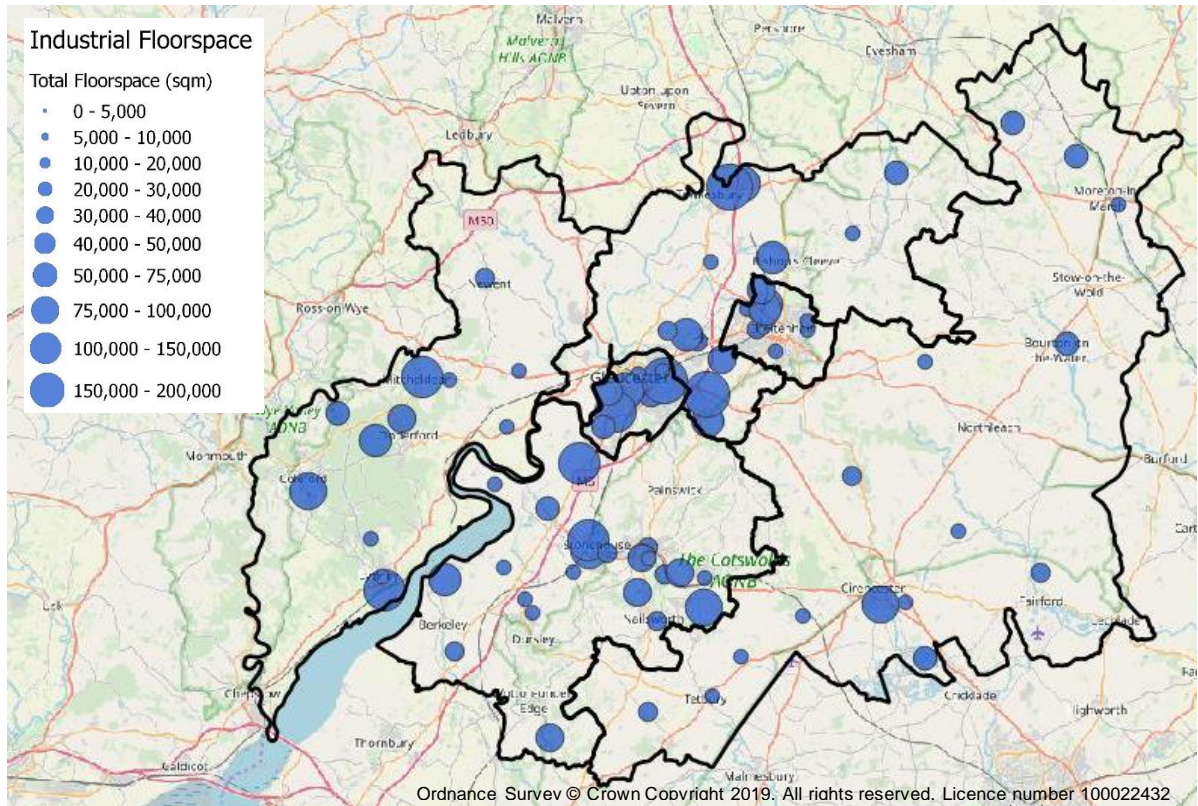 Industrial Floorspace
Total Floorspace (sqm)
0 - 5,000
5,000 - 10,000
10,000 - 20,000
20,000 - 30,000
30,000 - 40,000
40,000 - 50,000
50,000 - 75,000
75,000 - 100,000
100,000 - 150,000
150,000 - 200,000
Malvern
Malvern
Hills AONB
Pershore
Evesham
Upton upon
Severn
Ledbury
M50
Moreton-in
Marsh
Bishop's Cleeve
Newent
Stow-on-the-
Wold
Ross-on-Wye
Cheltenham
Bourton-on
the-Water
Mitcheldean
Gloucester
AONB
Northleach
Monmouth
Burford
Coleford
M5
Painswick
Stonehouse
The Cotswolds
AONB
Cirencester
Fairford
Lechlade
Berkeley
Nailsworth
Dursley
Chepstow
Edge
Tetbury
Cricklade
Highworth
Thornbury
Caldicot
Malmesbury
Ordnance Survey © Crown Copyright 2019. All rights reserved. Licence number 100022432